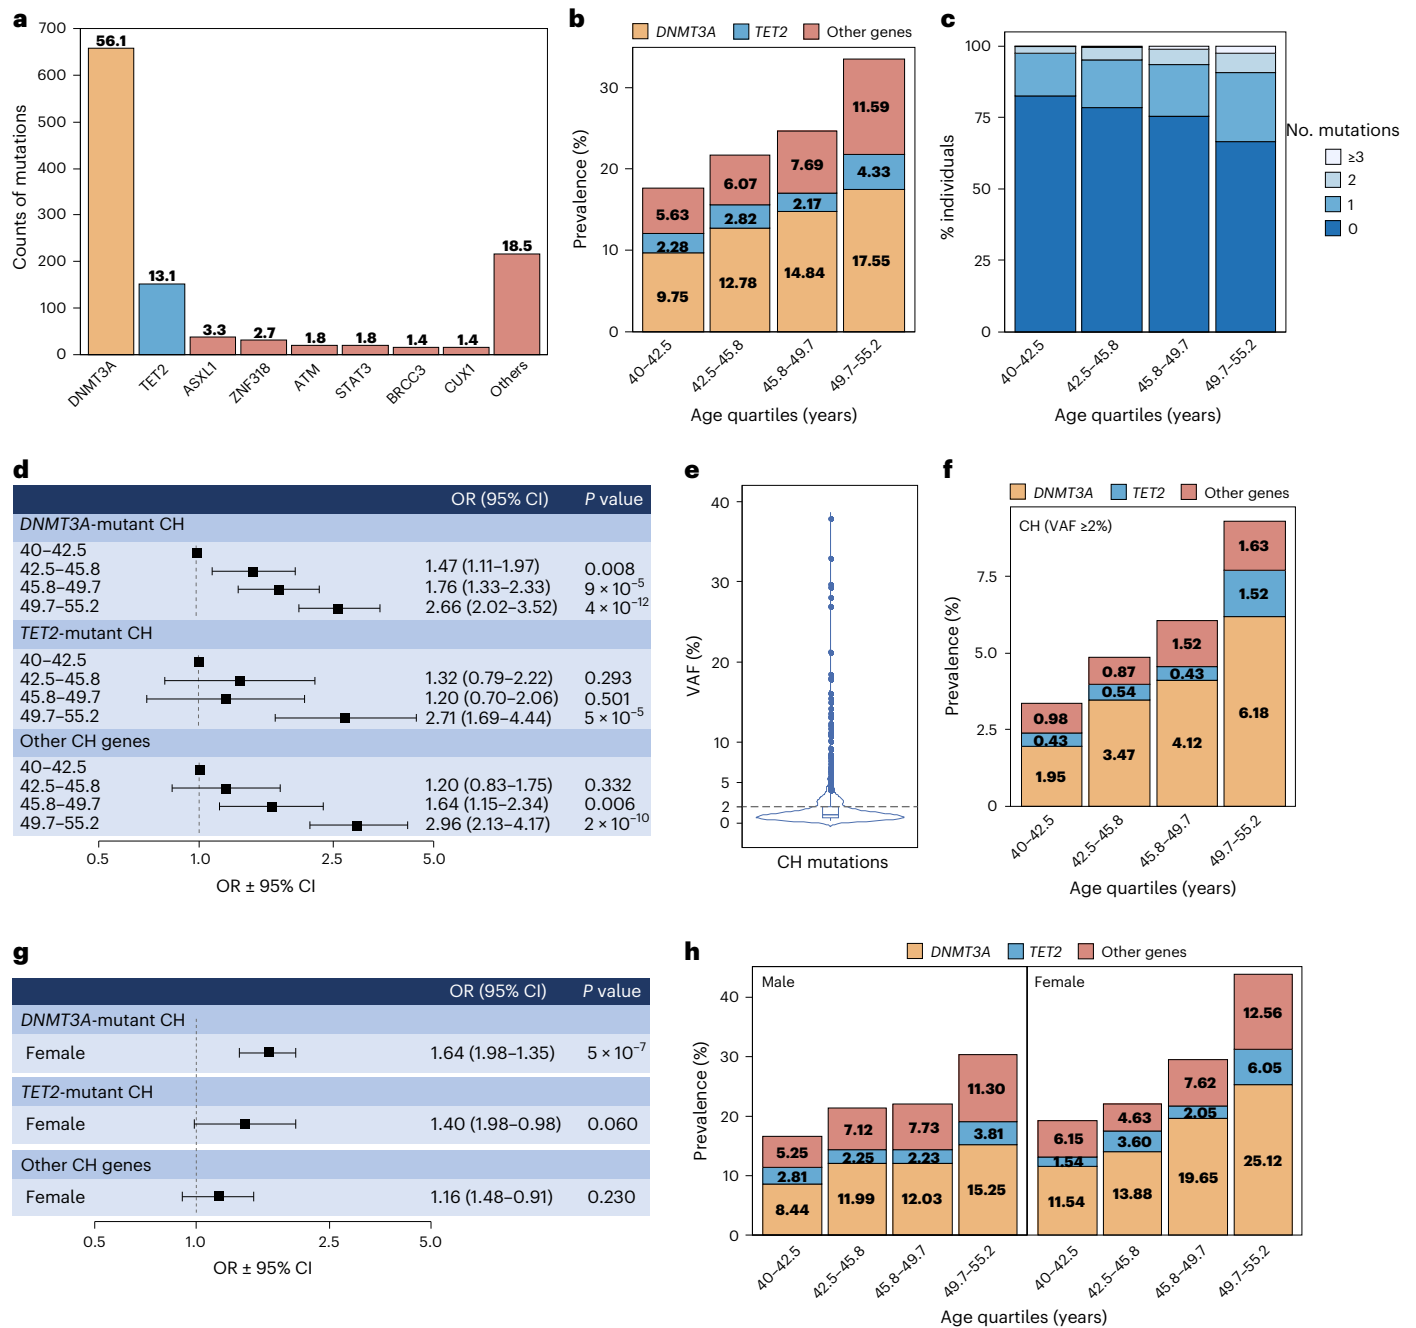 a
700
600
500
400
300
200
100
0
Counts of mutations
56.1
13.1
3.3
2.7
1.8
1.8
1.4
1.4
18.5
DNMT3A
TET2
ASXL1
ZNF318
ATM
STAT3
BRCC3
CUX1
Others
b
DNMT3A TET2 Other genes
30
20
10
0
Prevalence (%)
5.63
2.28
9.75
6.07
2.82
12.78
7.69
2.17
14.84
11.59
4.33
17.55
40–42.5
42.5–45.8
45.8–49.7
49.7–55.2
Age quartiles (years)
c
100
75
50
25
0
% individuals
40–42.5
42.5–45.8
45.8–49.7
49.7–55.2
Age quartiles (years)
No. mutations
≥3
2
1
0
d
OR (95% CI) P value
DNMT3A-mutant CH
40–42.5
42.5–45.8 1.47 (1.11–1.97) 0.008
45.8–49.7 1.76 (1.33–2.33) 9 × 10⁻⁵
49.7–55.2 2.66 (2.02–3.52) 4 × 10⁻¹²
TET2-mutant CH
40–42.5
42.5–45.8 1.32 (0.79–2.22) 0.293
45.8–49.7 1.20 (0.70–2.06) 0.501
49.7–55.2 2.71 (1.69–4.44) 5 × 10⁻⁵
Other CH genes
40–42.5
42.5–45.8 1.20 (0.83–1.75) 0.332
45.8–49.7 1.64 (1.15–2.34) 0.006
49.7–55.2 2.96 (2.13–4.17) 2 × 10⁻¹⁰
0.5 1.0 2.5 5.0
OR ± 95% CI
e
40
30
20
10
5
2
0
VAF (%)
CH mutations
f
DNMT3A TET2 Other genes
CH (VAF ≥2%)
7.5
5.0
2.5
0
Prevalence (%)
0.98
0.43
1.95
0.87
0.54
3.47
1.52
0.43
4.12
1.63
1.52
6.18
40–42.5
42.5–45.8
45.8–49.7
49.7–55.2
Age quartiles (years)
g
OR (95% CI) P value
DNMT3A-mutant CH
Female 1.64 (1.98–1.35) 5 × 10⁻⁷
TET2-mutant CH
Female 1.40 (1.98–0.98) 0.060
Other CH genes
Female 1.16 (1.48–0.91) 0.230
0.5 1.0 2.5 5.0
OR ± 95% CI
h
DNMT3A TET2 Other genes
40
30
20
10
0
Prevalence (%)
Male
5.25
2.81
8.44
7.12
2.25
11.99
7.73
2.23
12.03
11.30
3.81
15.25
40–42.5
42.5–45.8
45.8–49.7
49.7–55.2
Female
6.15
1.54
11.54
4.63
3.60
13.88
7.62
2.05
19.65
12.56
6.05
25.12
40–42.5
42.5–45.8
45.8–49.7
49.7–55.2
Age quartiles (years)